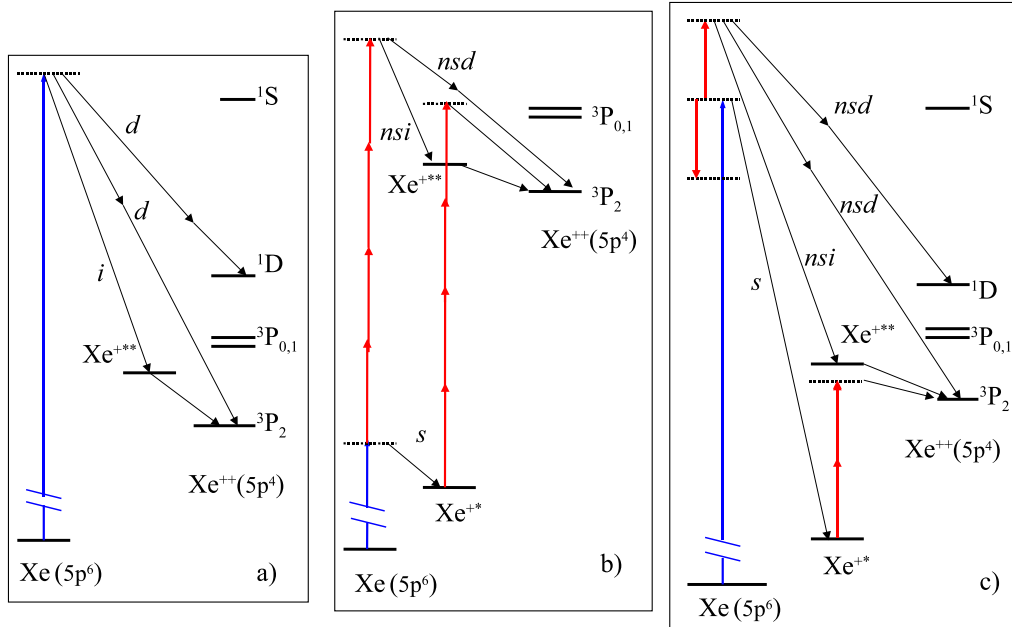 ¹S
d
d
i
¹D
³P₀,₁
Xe⁺**
³P₂
Xe⁺⁺(5p⁴)
Xe (5p⁶)
a)
nsd
nsi
³P₀,₁
Xe⁺**
³P₂
Xe⁺⁺(5p⁴)
s
Xe⁺*
Xe (5p⁶)
b)
nsd
¹S
nsd
nsi
s
¹D
Xe⁺**
³P₀,₁
³P₂
Xe⁺⁺(5p⁴)
Xe⁺*
Xe (5p⁶)
c)